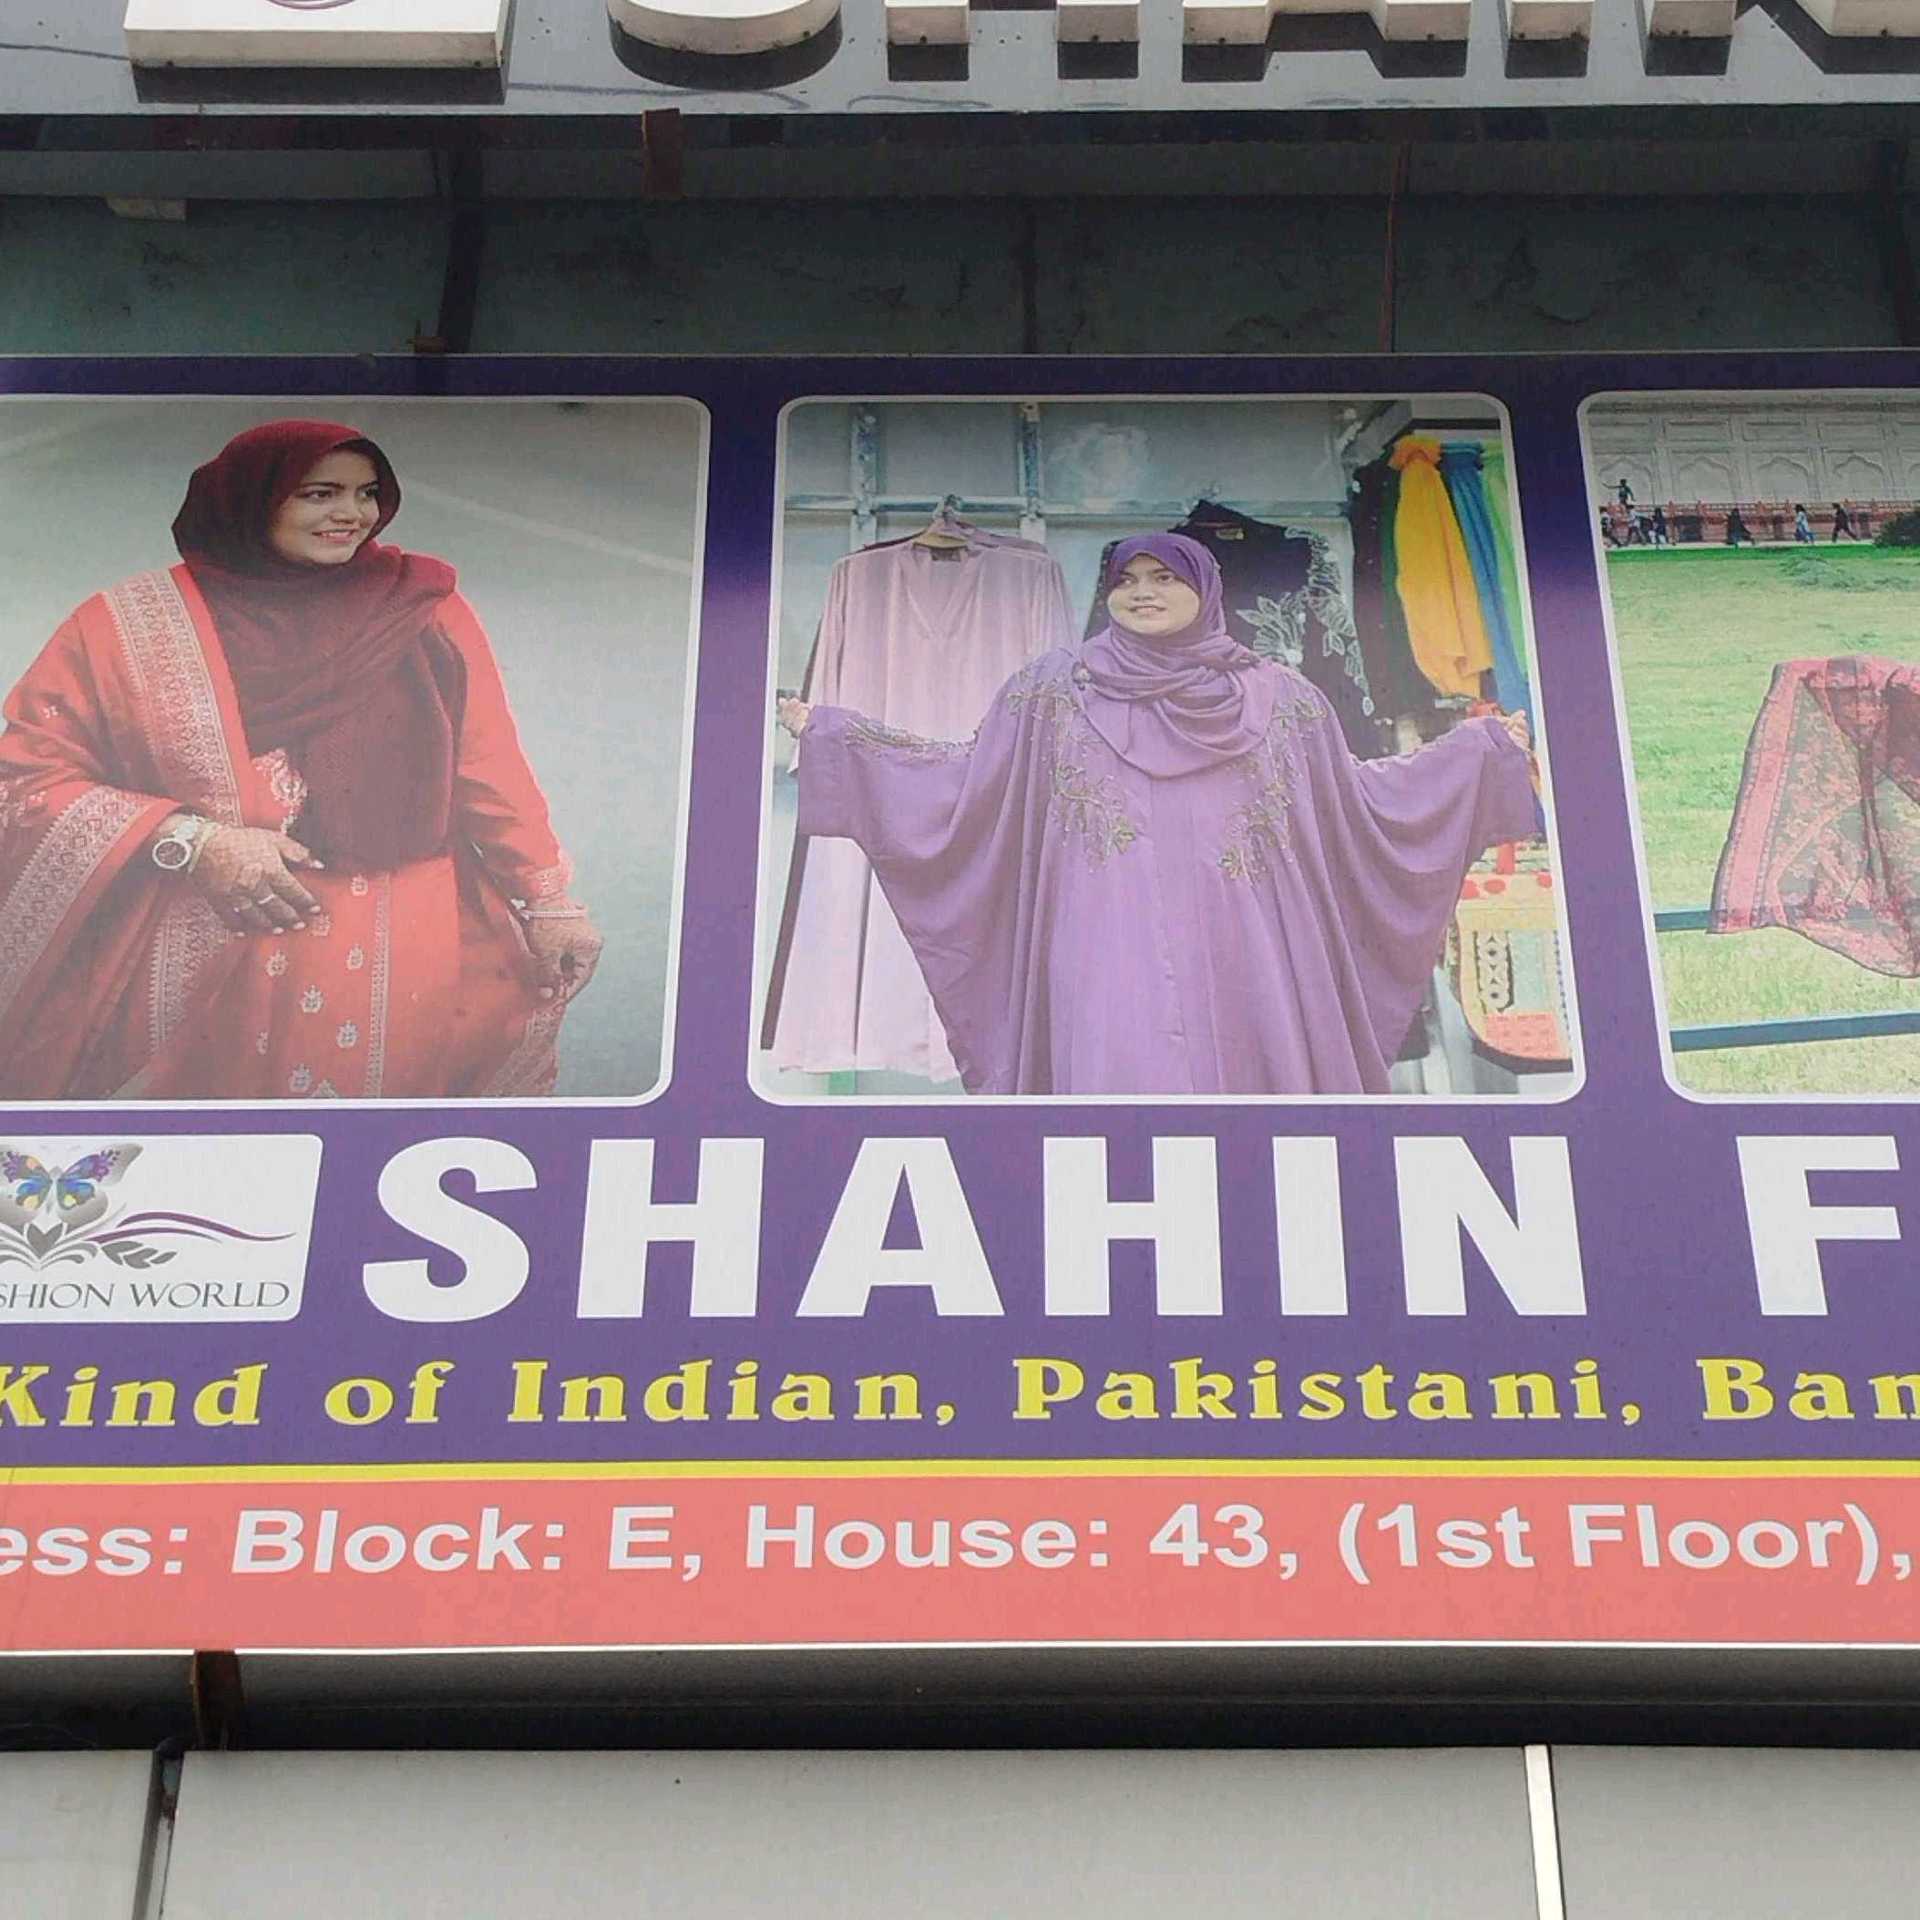 SHAHIN F
SHION WORLD
Kind of Indian, Pakistani, Ban
ess: Block: E, House: 43, (1st Floor),